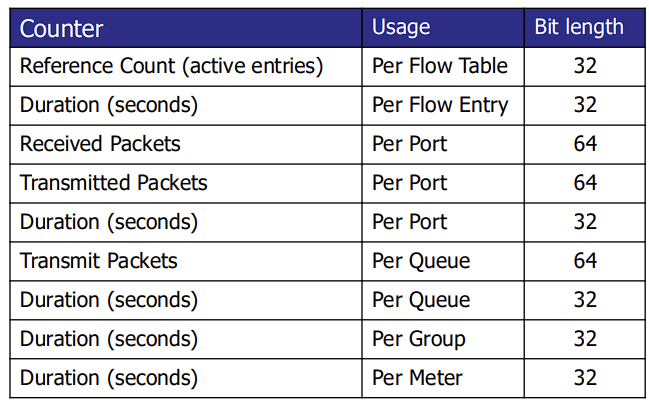 Counter Usage Bit length
Reference Count (active entries) Per Flow Table 32
Duration (seconds) Per Flow Entry 32
Received Packets Per Port 64
Transmitted Packets Per Port 64
Duration (seconds) Per Port 32
Transmit Packets Per Queue 64
Duration (seconds) Per Queue 32
Duration (seconds) Per Group 32
Duration (seconds) Per Meter 32